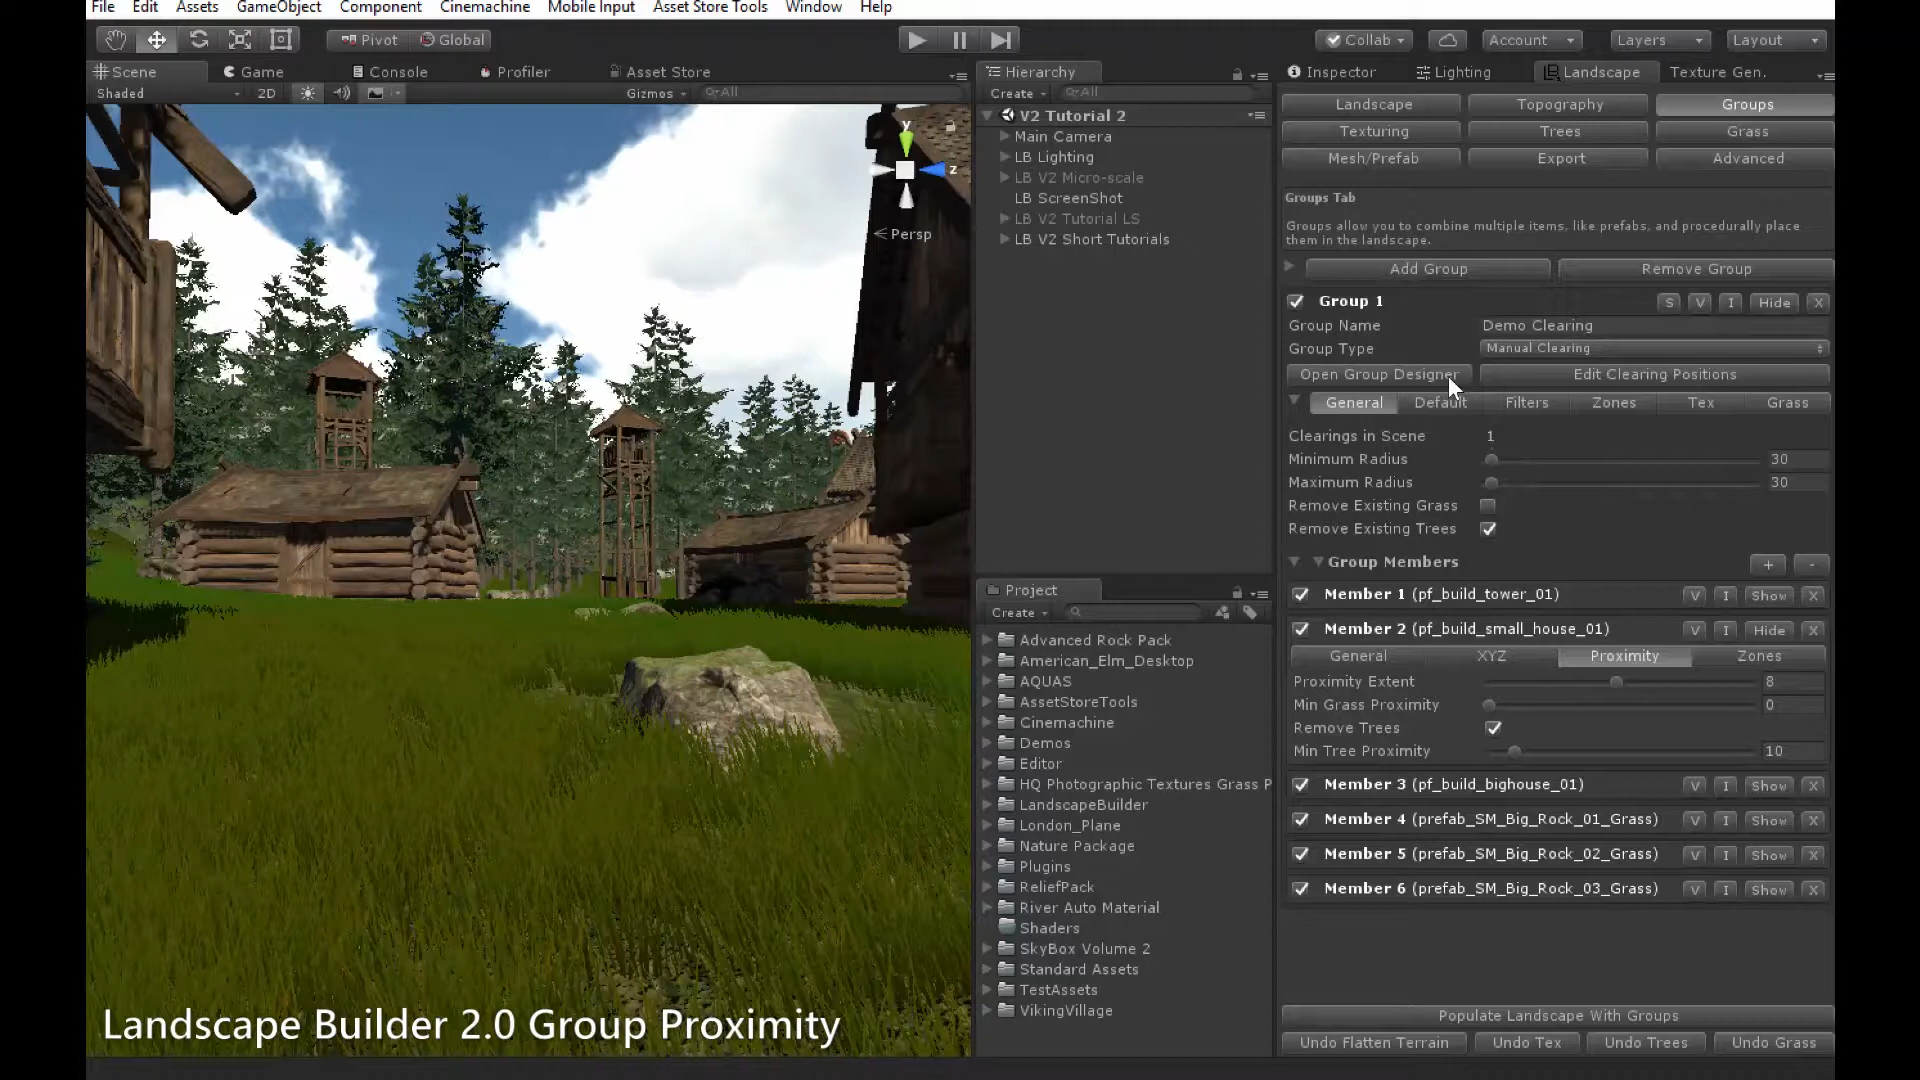 File Edit Assets GameObject Component Cinemachine Mobile Input Asset Store Tools Window Help
Pivot Global Collab Account Layers Layout
Scene Game Console Profiler Asset Store
Shaded 2D Gizmos All
y
z
Persp
Landscape Builder 2.0 Group Proximity
Hierarchy
Create All
V2 Tutorial 2
Main Camera
LB Lighting
LB V2 Micro-scale
LB ScreenShot
LB V2 Tutorial LS
LB V2 Short Tutorials
Project
Create
Advanced Rock Pack
American_Elm_Desktop
AQUAS
AssetStoreTools
Cinemachine
Demos
Editor
HQ Photographic Textures Grass P
LandscapeBuilder
London_Plane
Nature Package
Plugins
ReliefPack
River Auto Material
Shaders
SkyBox Volume 2
Standard Assets
TestAssets
VikingVillage
Inspector Lighting Landscape Texture Gen.
Landscape Topography Groups
Texturing Trees Grass
Mesh/Prefab Export Advanced
Groups Tab
Groups allow you to combine multiple items, like prefabs, and procedurally place
them in the landscape.
Add Group Remove Group
Group 1 S V I Hide X
Group Name Demo Clearing
Group Type Manual Clearing
Open Group Designer Edit Clearing Positions
General Default Filters Zones Tex Grass
Clearings in Scene 1
Minimum Radius 30
Maximum Radius 30
Remove Existing Grass
Remove Existing Trees
Group Members + -
Member 1 (pf_build_tower_01) V I Show X
Member 2 (pf_build_small_house_01) V I Hide X
General XYZ Proximity Zones
Proximity Extent 8
Min Grass Proximity 0
Remove Trees
Min Tree Proximity 10
Member 3 (pf_build_bighouse_01) V I Show X
Member 4 (prefab_SM_Big_Rock_01_Grass) V I Show X
Member 5 (prefab_SM_Big_Rock_02_Grass) V I Show X
Member 6 (prefab_SM_Big_Rock_03_Grass) V I Show X
Populate Landscape With Groups
Undo Flatten Terrain Undo Tex Undo Trees Undo Grass